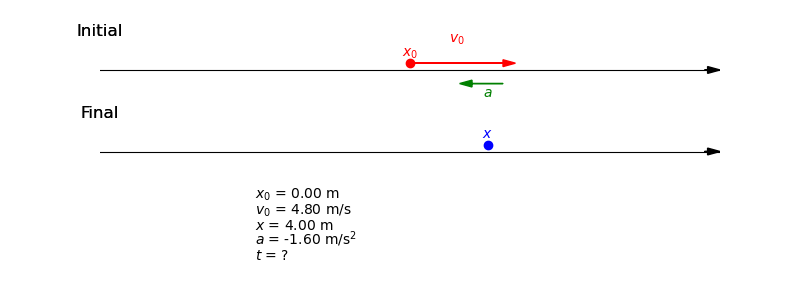 Initial
v₀
x₀
a
Final
x
x₀ = 0.00 m
v₀ = 4.80 m/s
x = 4.00 m
a = -1.60 m/s²
t = ?